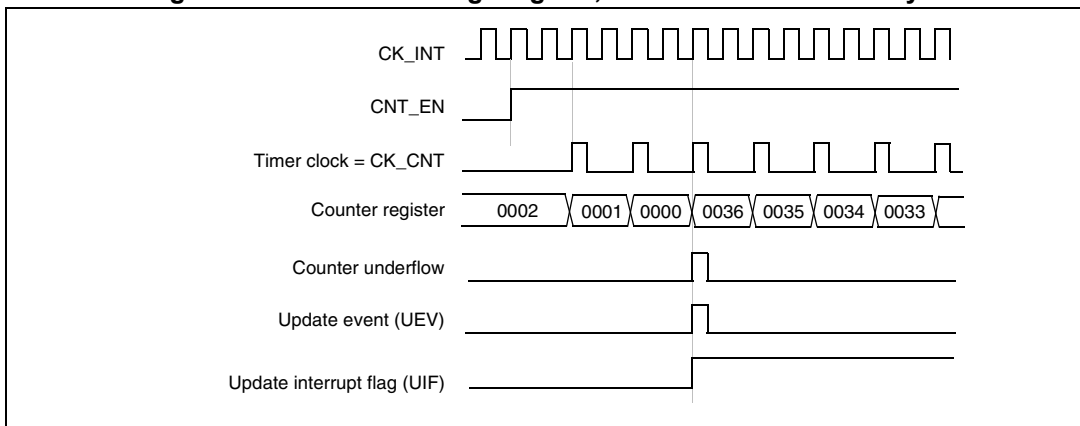 CK_INT
CNT_EN
Timer clock = CK_CNT
Counter register 0002 0001 0000 0036 0035 0034 0033
Counter underflow
Update event (UEV)
Update interrupt flag (UIF)